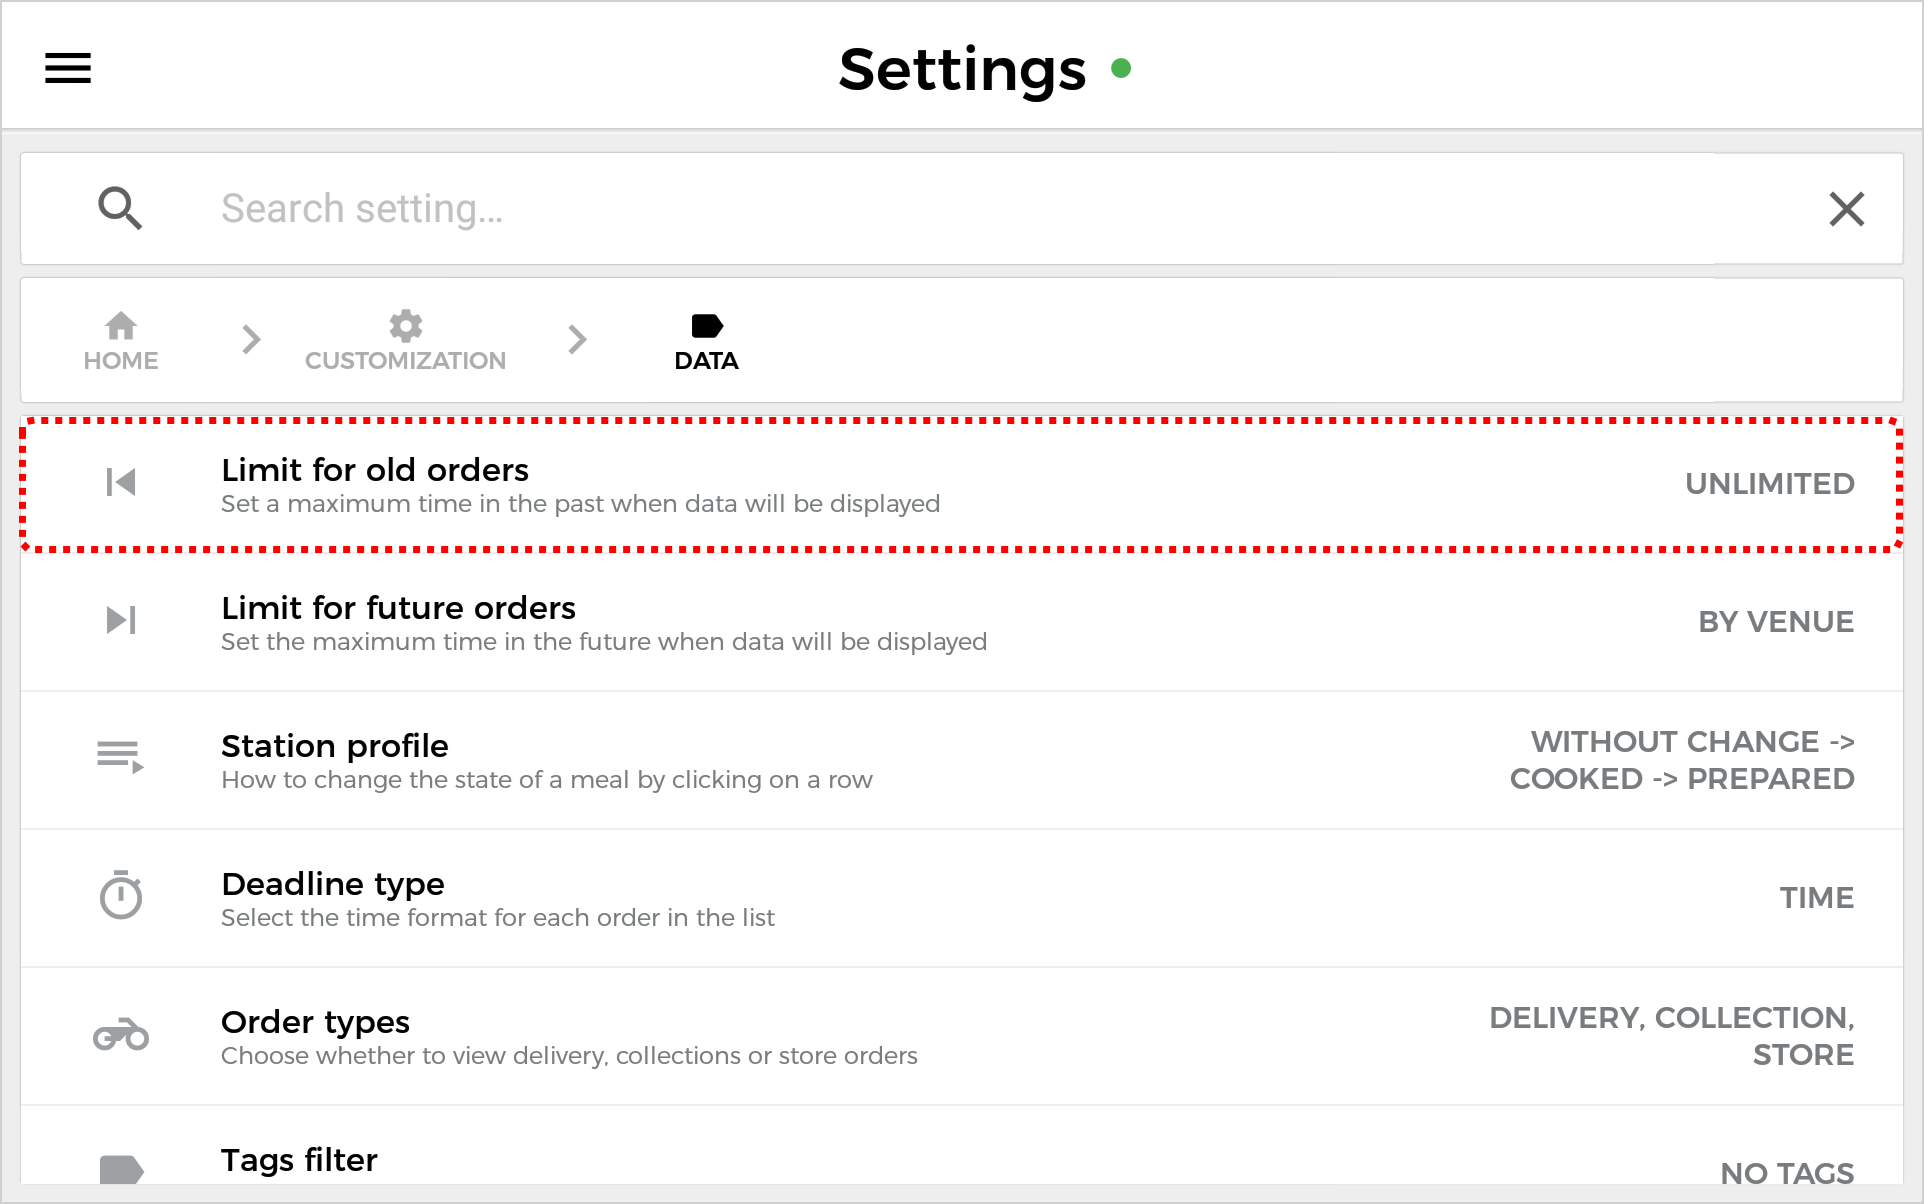 Settings
Search setting...
HOME
CUSTOMIZATION
DATA
Limit for old orders
Set a maximum time in the past when data will be displayed
UNLIMITED
Limit for future orders
Set the maximum time in the future when data will be displayed
BY VENUE
Station profile
How to change the state of a meal by clicking on a row
WITHOUT CHANGE ->
COOKED -> PREPARED
Deadline type
Select the time format for each order in the list
TIME
Order types
Choose whether to view delivery, collections or store orders
DELIVERY, COLLECTION,
STORE
Tags filter
NO TAGS